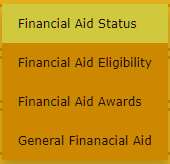 Financial Aid Status
Financial Aid Eligibility
Financial Aid Awards
General Finanacial Aid